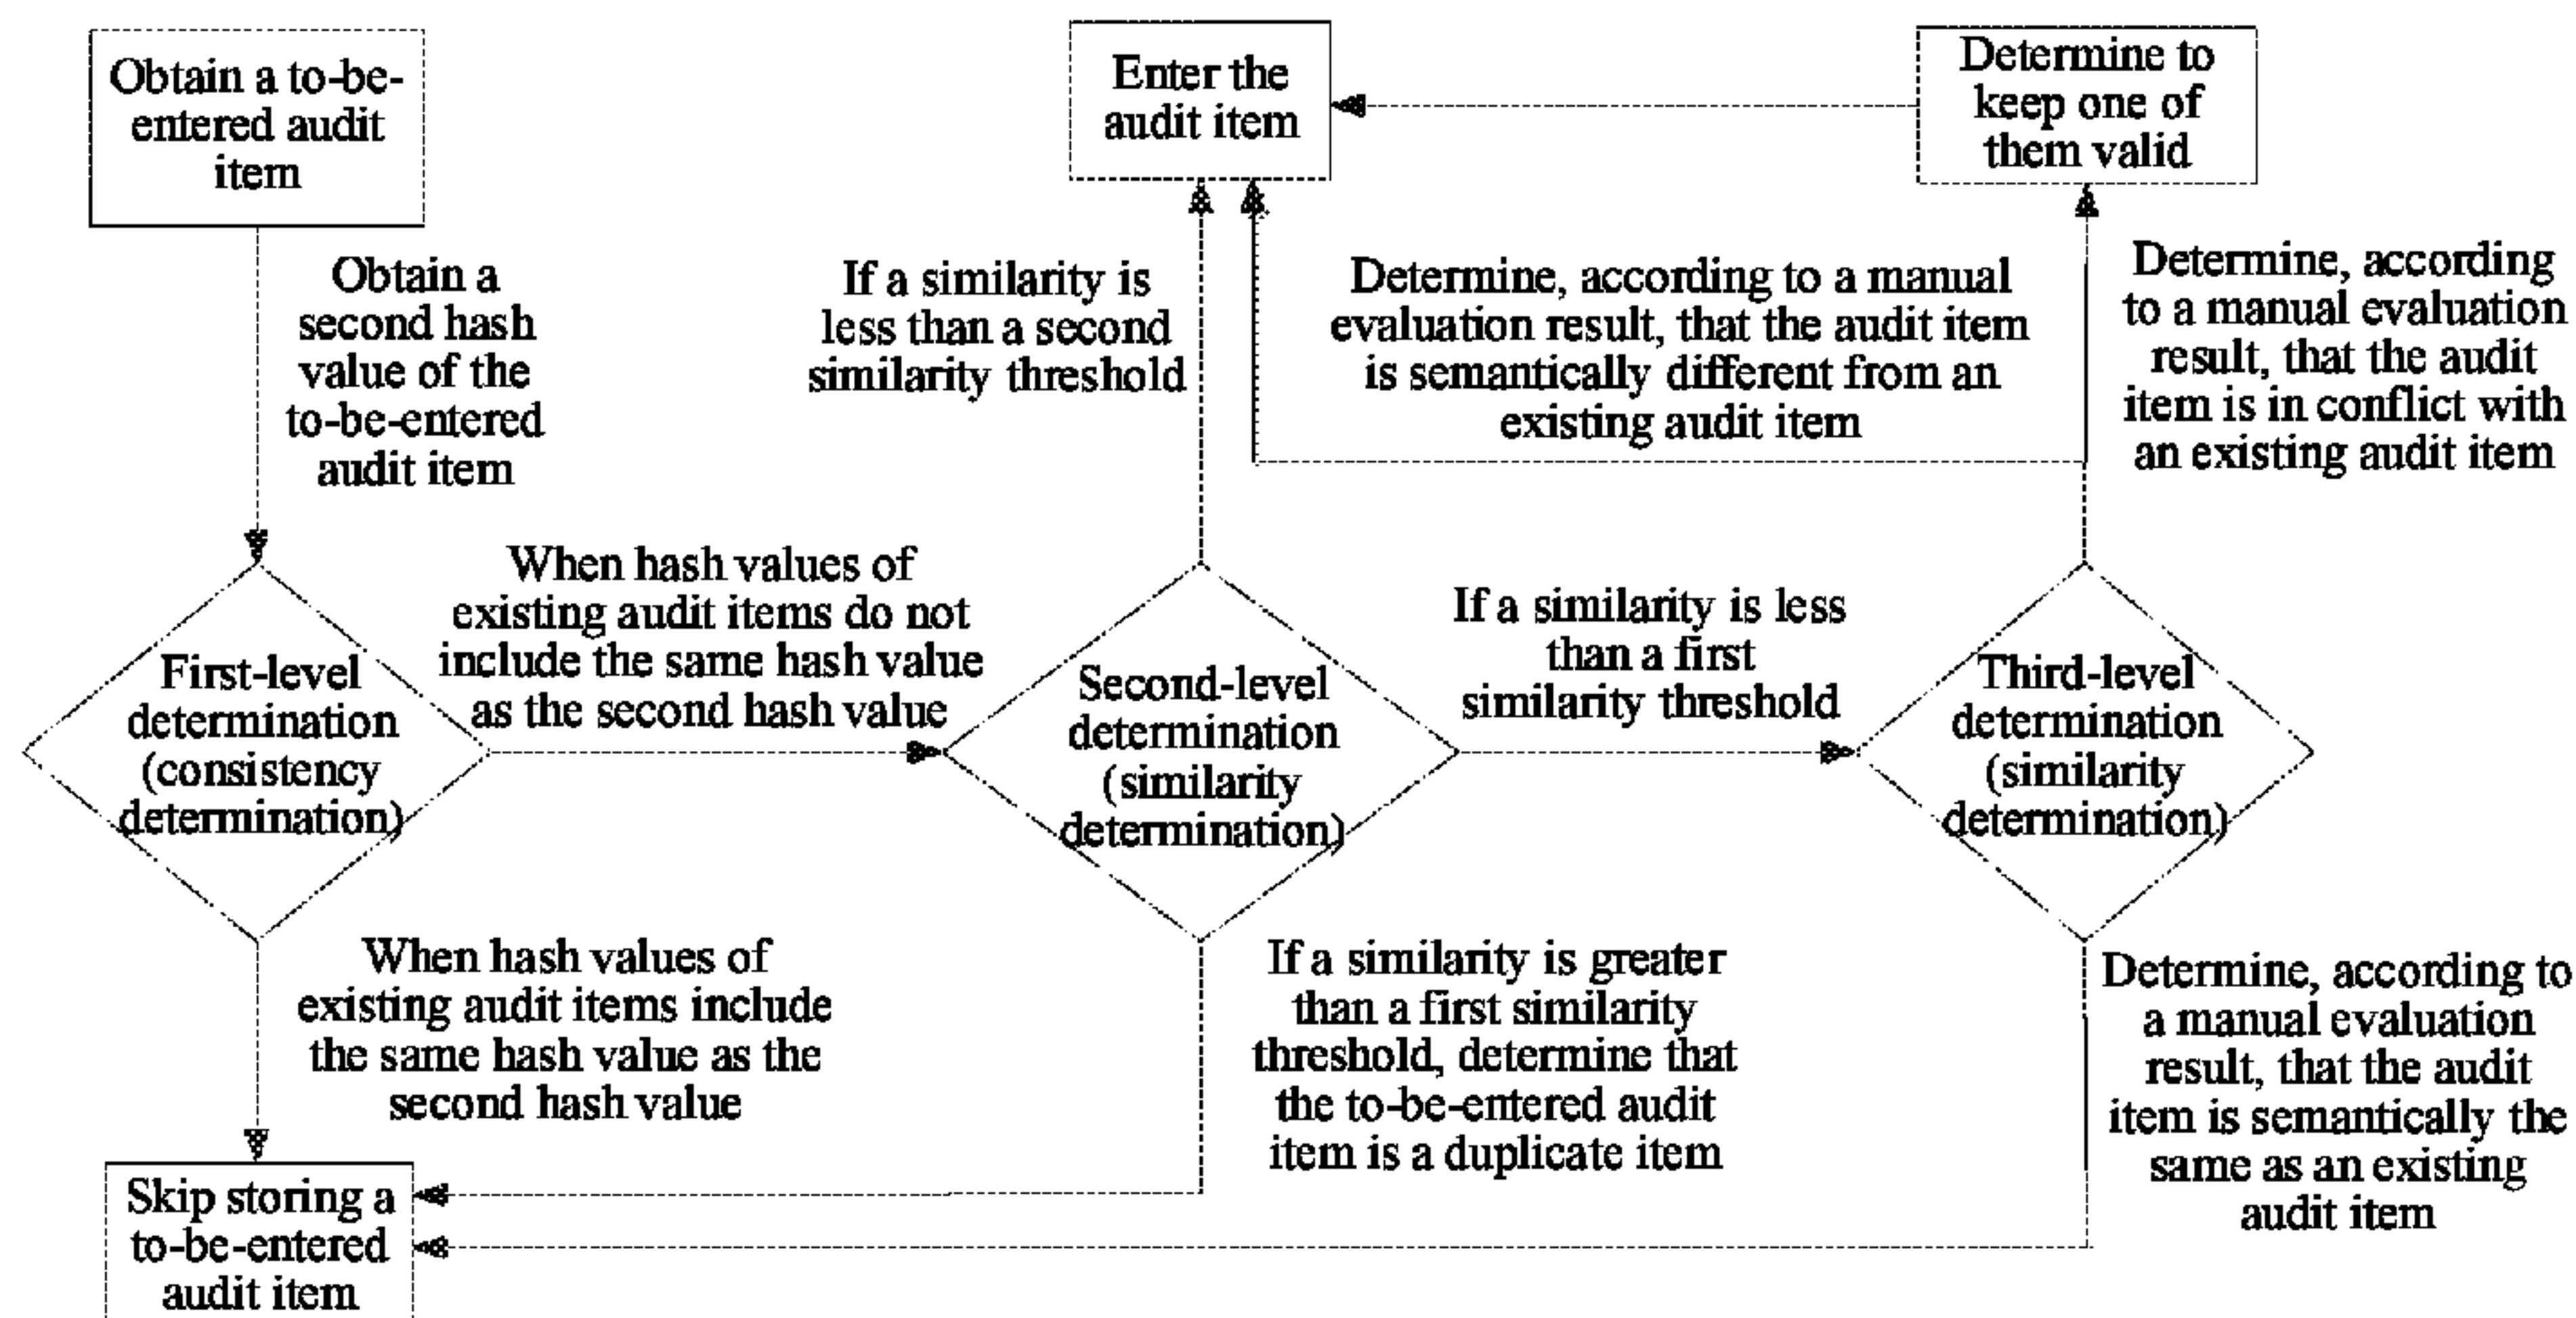 Obtain a to-be-
entered audit
item
Enter the
audit item
Determine to
keep one of
them valid
Obtain a
second hash
value of the
to-be-entered
audit item
If a similarity is
less than a second
similarity threshold
Determine, according to a manual
evaluation result, that the audit item
is semantically different from an
existing audit item
Determine, according
to a manual evaluation
result, that the audit
item is in conflict with
an existing audit item
First-level
determination
(consistency
determination)
When hash values of
existing audit items do not
include the same hash value
as the second hash value
Second-level
determination
(similarity
determination)
If a similarity is less
than a first
similarity threshold
Third-level
determination
(similarity
determination)
When hash values of
existing audit items include
the same hash value as the
second hash value
If a similarity is greater
than a first similarity
threshold, determine that
the to-be-entered audit
item is a duplicate item
Determine, according to
a manual evaluation
result, that the audit
item is semantically the
same as an existing
audit item
Skip storing a
to-be-entered
audit item